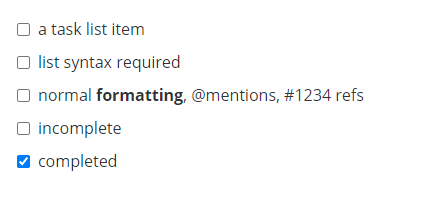 a task list item
list syntax required
normal formatting, @mentions, #1234 refs
incomplete
completed